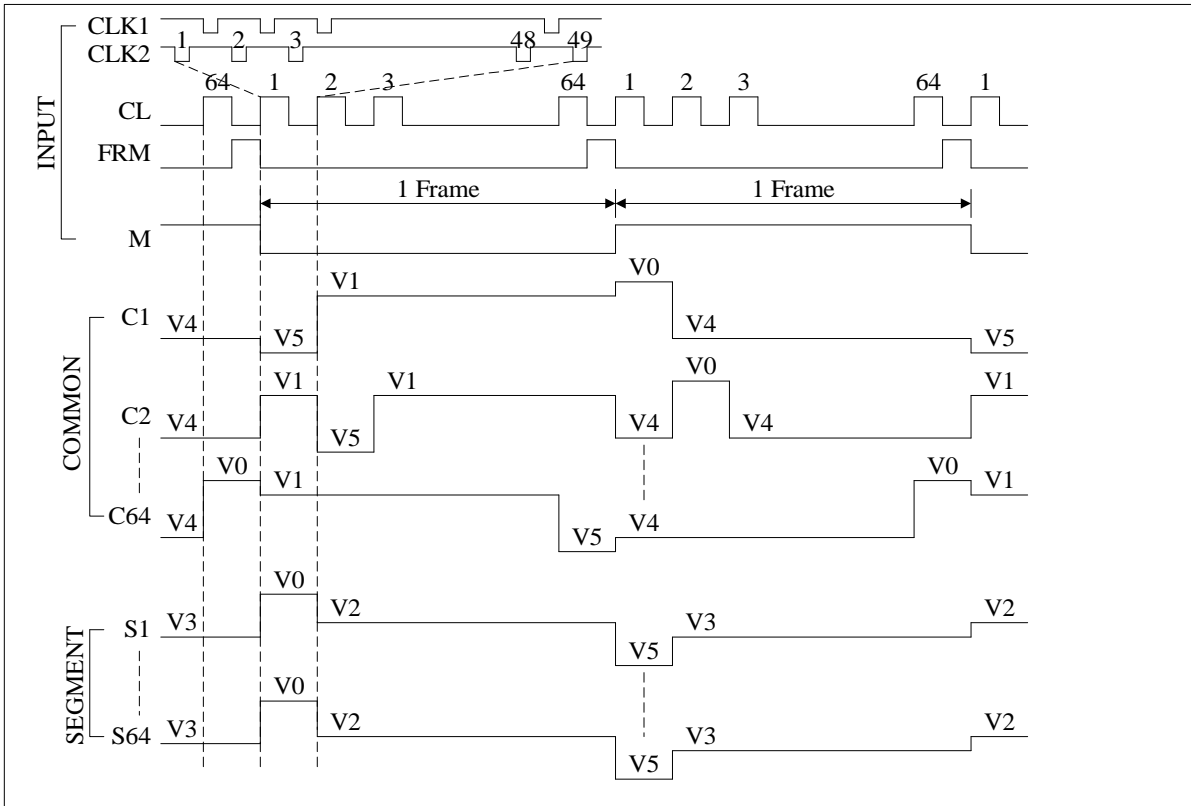 CLK1
1 2 3 48 49
CLK2
64 1 2 3 64 1 2 3 64 1
CL
FRM
INPUT
1 Frame 1 Frame
M
V1 V0
C1 V4 V5 V4 V5
V1 V1 V0 V1
C2 V4 V5 V4 V4
COMMON
V0 V1 V0 V1
C64 V4 V5 V4
V0
S1 V3 V2 V5 V3 V2
SEGMENT
V0
S64 V3 V2 V5 V3 V2